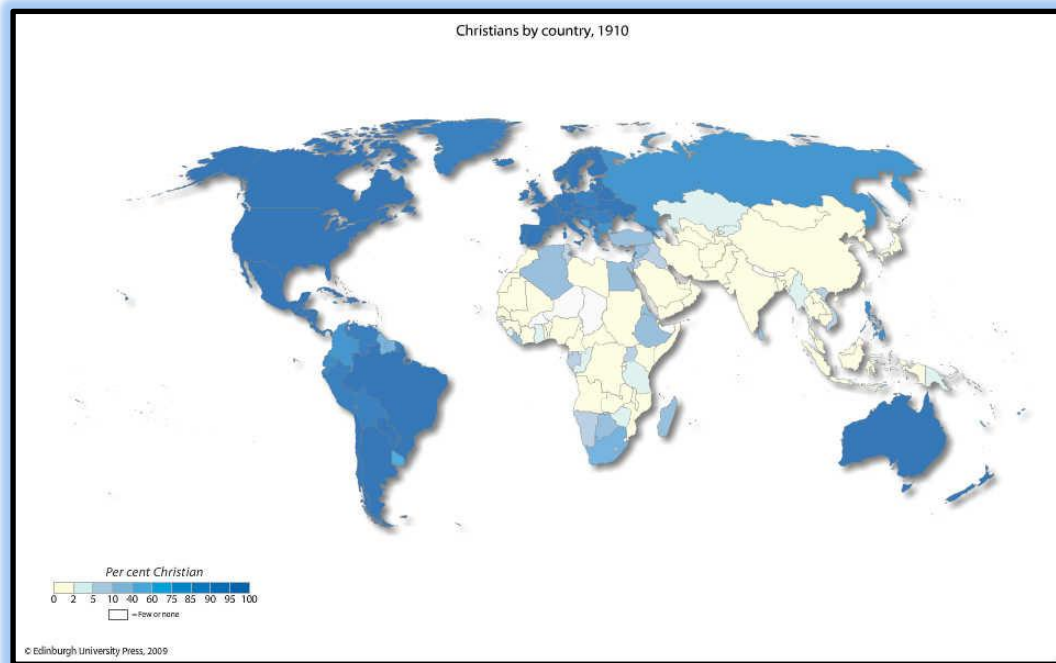 Christians by country, 1910
Per cent Christian
0 2 5 10 40 60 75 85 90 95 100
= Few or none
© Edinburgh University Press, 2009